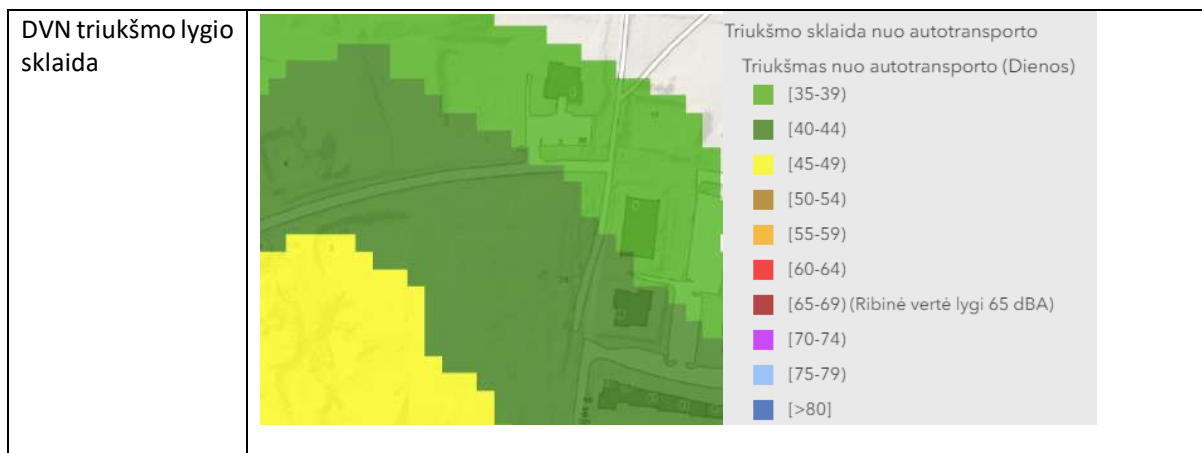 DVN triukšmo lygio
sklaida
Triukšmo sklaida nuo autotransporto
Triukšmas nuo autotransporto (Dienos)
[35-39)
[40-44)
[45-49)
[50-54)
[55-59)
[60-64)
[65-69) (Ribinė vertė lygi 65 dBA)
[70-74)
[75-79)
[>80]